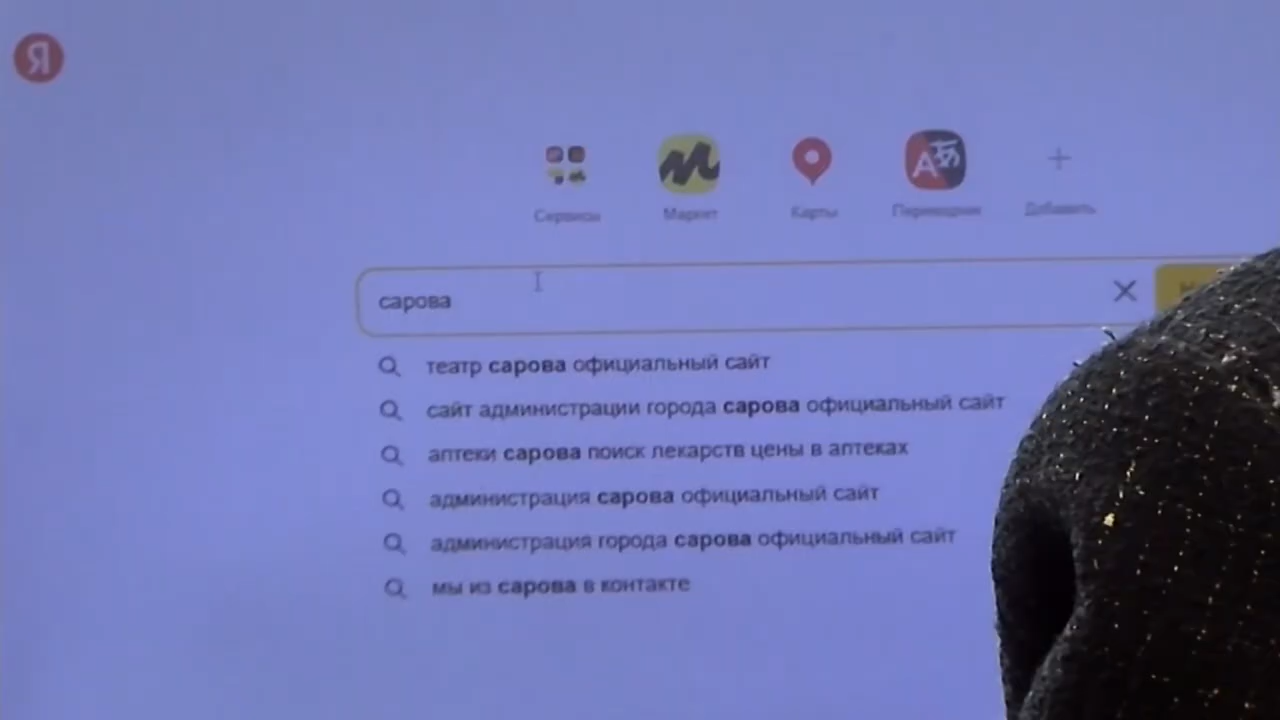 Я
Сервисы
Маркет
Карты
Переводчик
Добавить
сарова
театр сарова официальный сайт
сайт администрации города сарова официальный сайт
аптеки сарова поиск лекарств цены в аптеках
администрация сарова официальный сайт
администрация города сарова официальный сайт
мы из сарова в контакте